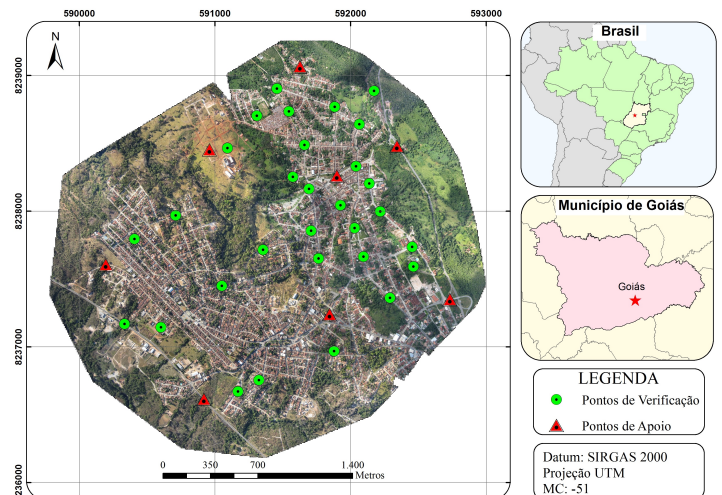 590000 591000 592000 593000
N
8239000
8238000
8237000
236000
0 350 700 1.400
Metros
Brasil
Município de Goiás
Goiás
LEGENDA
Pontos de Verificação
Pontos de Apoio
Datum: SIRGAS 2000
Projeção UTM
MC: -51